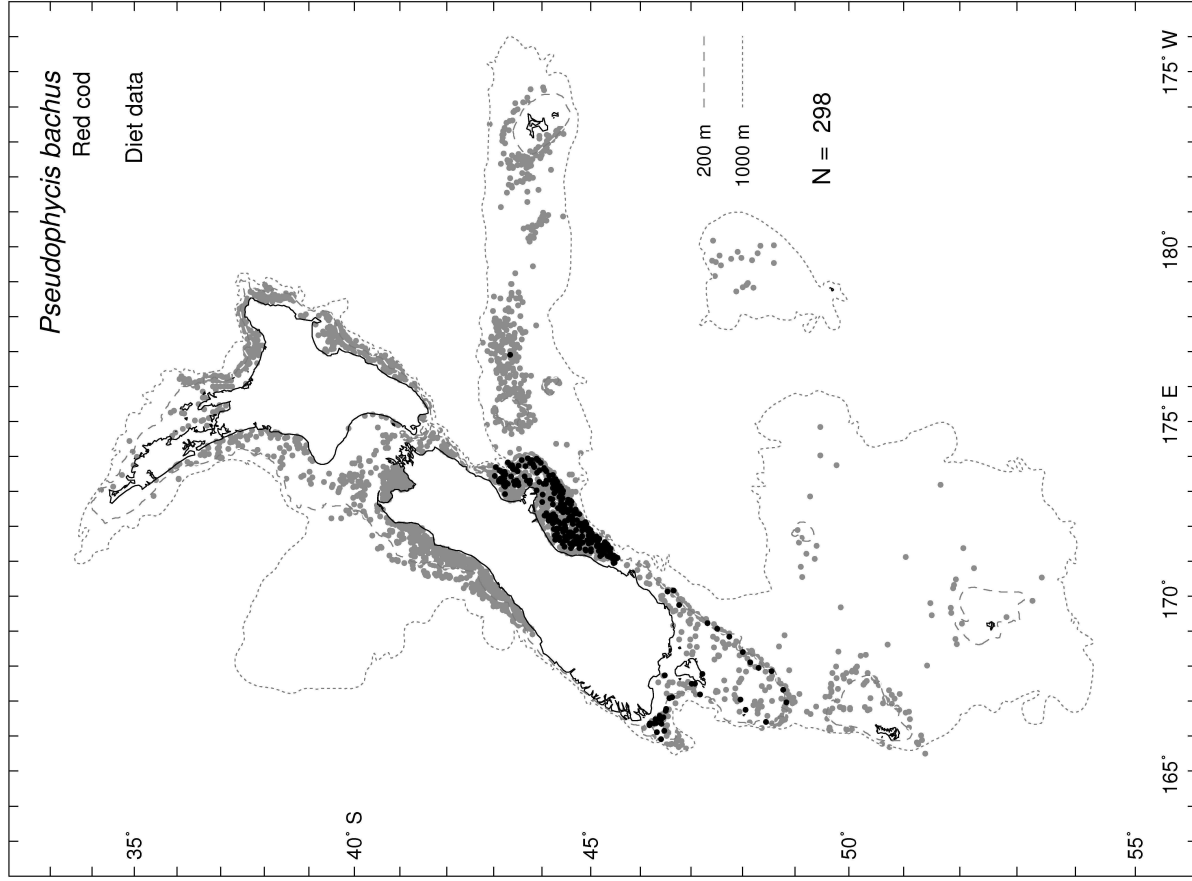 Pseudophycis bachus
Red cod
Diet data
35°
40° S
45°
50°
55°
165°
170°
175° E
180°
175° W
200 m
1000 m
N = 298